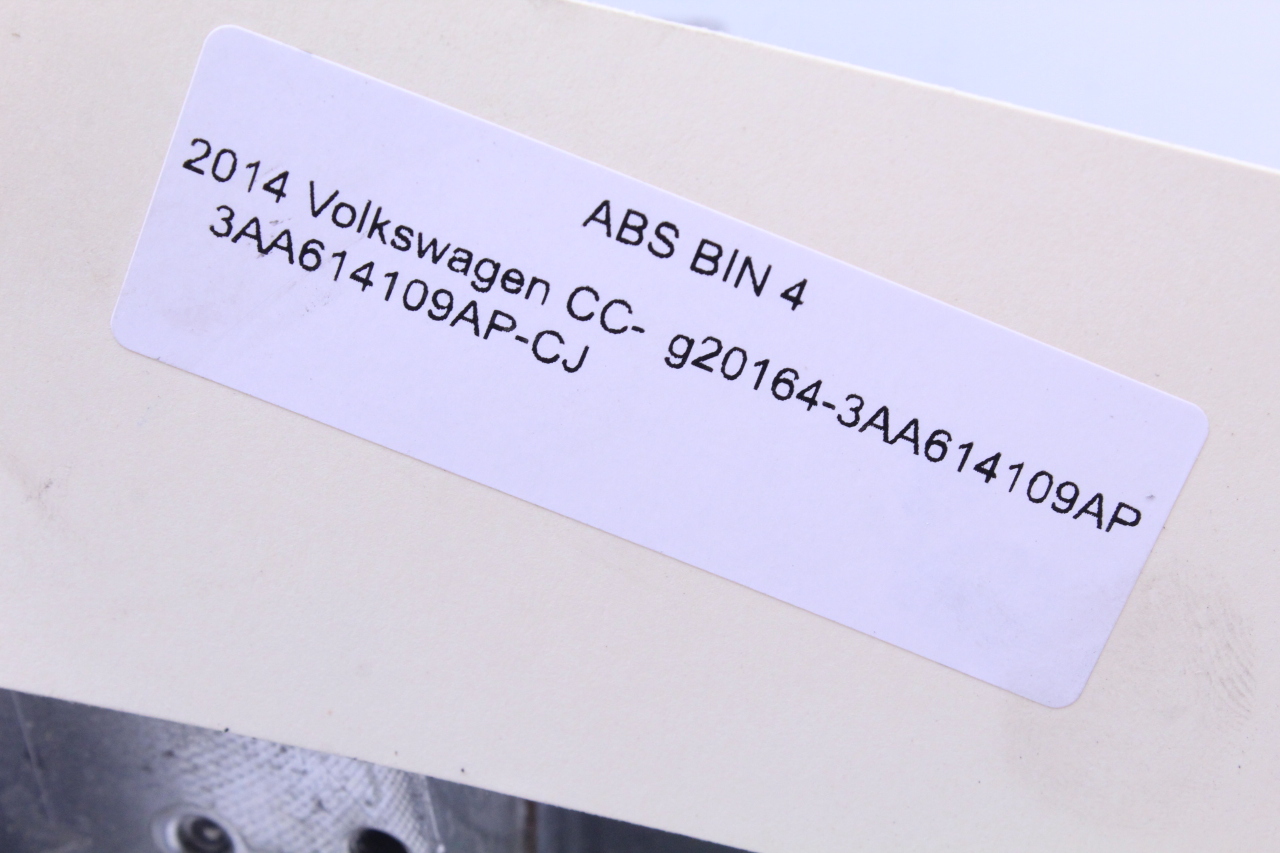 ABS BIN 4
2014 Volkswagen CC- g20164-3AA614109AP
3AA614109AP-CJ